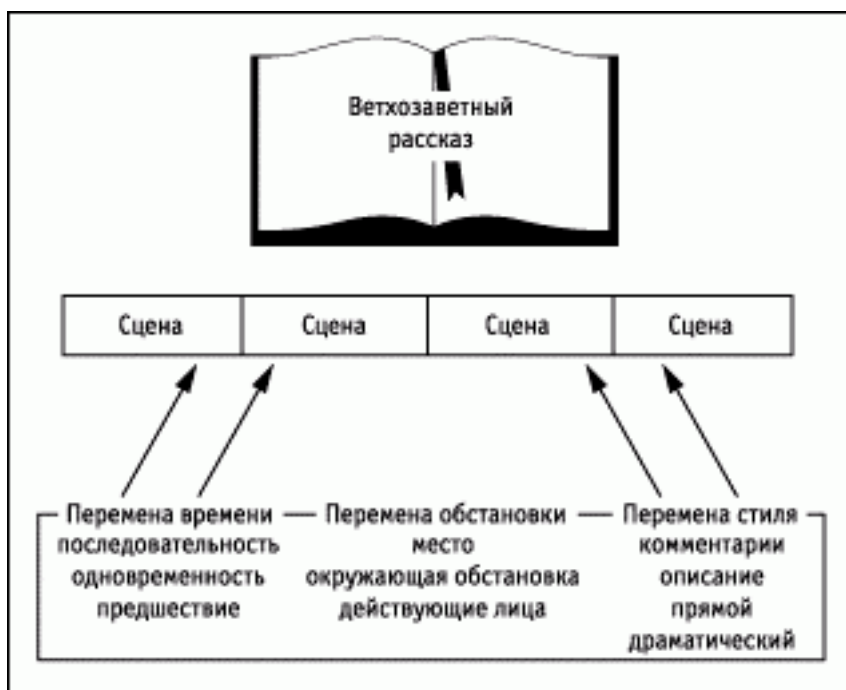 Ветхозаветный
рассказ
Сцена Сцена Сцена Сцена
Перемена времени Перемена обстановки Перемена стиля
последовательность место комментарии
одновременность окружающая обстановка описание
предшествие действующие лица прямой
драматический